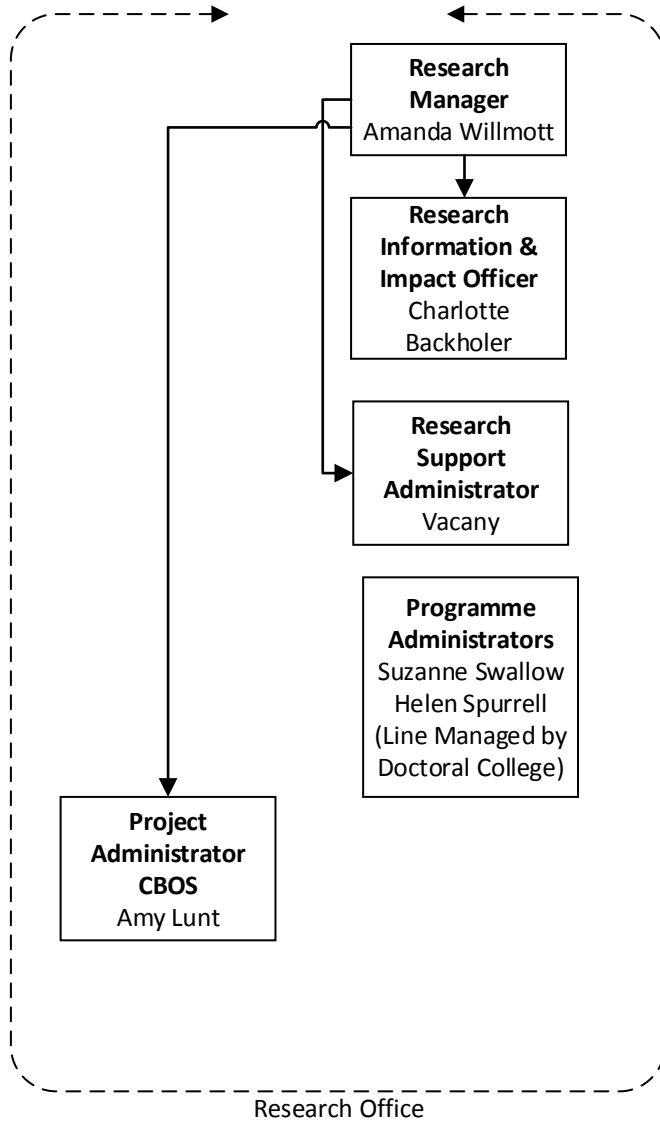 Research
Manager
Amanda Willmott
Research
Information &
Impact Officer
Charlotte
Backholer
Research
Support
Administrator
Vacany
Programme
Administrators
Suzanne Swallow
Helen Spurrell
(Line Managed by
Doctoral College)
Project
Administrator
CBOS
Amy Lunt
Research Office